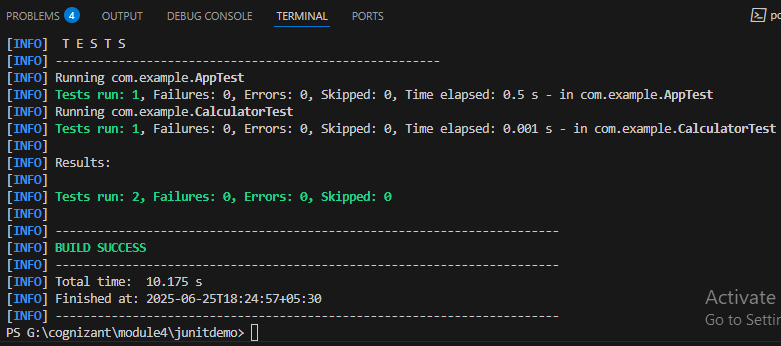 PROBLEMS 4 OUTPUT DEBUG CONSOLE TERMINAL PORTS
[INFO]  T E S T S
[INFO] -------------------------------------------------------
[INFO] Running com.example.AppTest
[INFO] Tests run: 1, Failures: 0, Errors: 0, Skipped: 0, Time elapsed: 0.5 s - in com.example.AppTest
[INFO] Running com.example.CalculatorTest
[INFO] Tests run: 1, Failures: 0, Errors: 0, Skipped: 0, Time elapsed: 0.001 s - in com.example.CalculatorTest
[INFO]
[INFO] Results:
[INFO]
[INFO] Tests run: 2, Failures: 0, Errors: 0, Skipped: 0
[INFO]
[INFO] ------------------------------------------------------------------------
[INFO] BUILD SUCCESS
[INFO] ------------------------------------------------------------------------
[INFO] Total time:  10.175 s
[INFO] Finished at: 2025-06-25T18:24:57+05:30
[INFO] ------------------------------------------------------------------------
PS G:\cognizant\module4\junitdemo>
Activate
Go to Settin